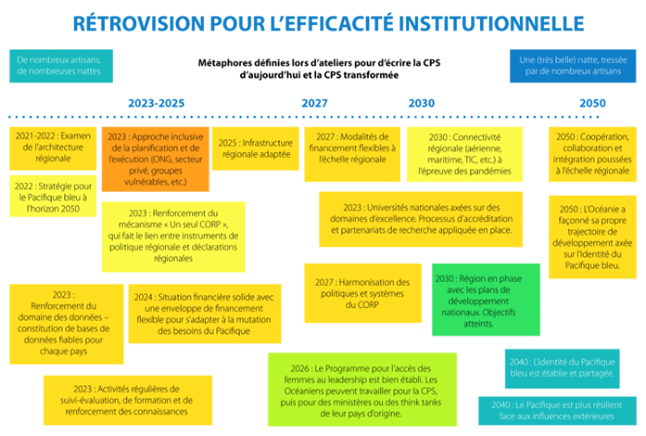 RÉTROVISION POUR L'EFFICACITÉ INSTITUTIONNELLE
De nombreux artisans,
de nombreuses nattes
Métaphores définies lors d'ateliers pour d'écrire la CPS
d'aujourd'hui et la CPS transformée
Une (très belle) natte, tressée
par de nombreux artisans
2023-2025
2027
2030
2050
2021-2022 : Examen
de l'architecture
régionale
2023 : Approche inclusive
de la planification et de
l'exécution (ONG, secteur
privé, groupes
vulnérables, etc.)
2025 : Infrastructure
régionale adaptée
2027 : Modalités de
financement flexibles à
l'échelle régionale
2030 : Connectivité
régionale (aérienne,
maritime, TIC, etc.) à
l'épreuve des pandémies
2050 : Coopération,
collaboration et
intégration poussées
à l'échelle régionale
2022 : Stratégie pour
le Pacifique bleu à
l'horizon 2050
2023 : Renforcement du
mécanisme « Un seul CORP »,
qui fait le lien entre instruments de
politique régionale et déclarations
régionales
2023 : Universités nationales axées sur
des domaines d'excellence. Processus d'accréditation
et partenariats de recherche appliquée en place.
2050 : L'Océanie a
façonné sa propre
trajectoire de
développement axée
sur l'identité du
Pacifique bleu.
2023 :
Renforcement du
domaine des données –
constitution de bases de
données fiables pour
chaque pays
2024 : Situation financière solide avec
une enveloppe de financement
flexible pour s'adapter à la mutation
des besoins du Pacifique
2027 : Harmonisation des
politiques et systèmes
du CORP
2030 : Région en phase
avec les plans de
développement
nationaux. Objectifs
atteints.
2023 : Activités régulières de
suivi-évaluation, de formation et de
renforcement des connaissances
2026 : Le Programme pour l'accès des
femmes au leadership est bien établi. Les
Océaniens peuvent travailler pour la CPS,
puis pour des ministères ou des think tanks
de leur pays d'origine.
2040 : L'identité du Pacifique
bleu est établie et partagée.
2040 : Le Pacifique est plus résilient
face aux influences extérieures